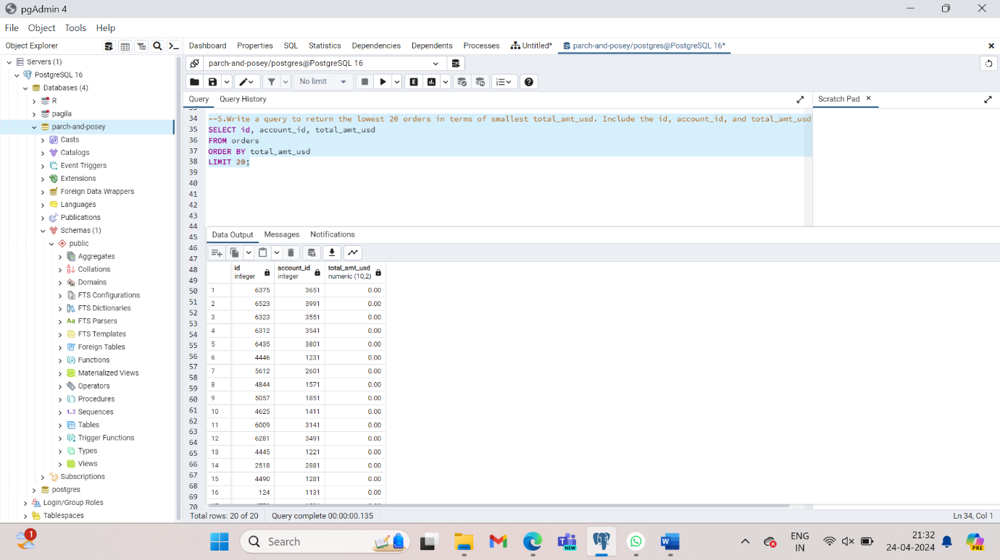 pgAdmin 4
File Object Tools Help
Object Explorer
Dashboard Properties SQL Statistics Dependencies Dependents Processes Untitled* parch-and-posey/postgres@PostgreSQL 16*
Servers (1)
PostgreSQL 16
Databases (4)
R
pagila
parch-and-posey
Casts
Catalogs
Event Triggers
Extensions
Foreign Data Wrappers
Languages
Publications
Schemas (1)
public
Aggregates
Collations
Domains
FTS Configurations
FTS Dictionaries
Aa FTS Parsers
FTS Templates
Foreign Tables
Functions
Materialized Views
Operators
Procedures
1..3 Sequences
Tables
Trigger Functions
Types
Views
Subscriptions
postgres
Login/Group Roles
Tablespaces
parch-and-posey/postgres@PostgreSQL 16
No limit E
Query Query History
Scratch Pad
34 --5.Write a query to return the lowest 20 orders in terms of smallest total_amt_usd. Include the id, account_id, and total_amt_usd
35 SELECT id, account_id, total_amt_usd
36 FROM orders
37 ORDER BY total_amt_usd
38 LIMIT 20;
39
40
41
42
43
44
45
46
47
48
49
50
51
52
53
54
55
56
57
58
59
60
61
62
63
64
65
66
67
68
69
70
Data Output Messages Notifications
id integer account_id integer total_amt_usd numeric (10,2)
1 6375 3651 0.00
2 6523 3991 0.00
3 6323 3551 0.00
4 6312 3541 0.00
5 6435 3801 0.00
6 4446 1231 0.00
7 5612 2601 0.00
8 4844 1571 0.00
9 5057 1851 0.00
10 4625 1411 0.00
11 6009 3141 0.00
12 6281 3491 0.00
13 4445 1221 0.00
14 2518 2881 0.00
15 4490 1281 0.00
16 124 1131 0.00
Total rows: 20 of 20 Query complete 00:00:00.135 Ln 34, Col 1
1
Search
NEW
W
ENG
IN
21:32
24-04-2024
PRE